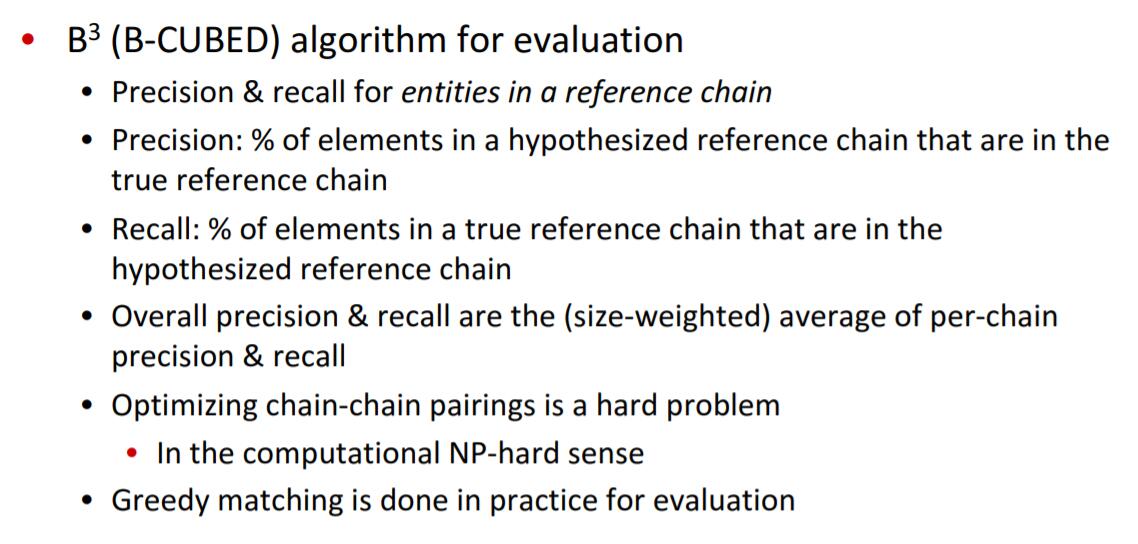 • B³ (B-CUBED) algorithm for evaluation
• Precision & recall for entities in a reference chain
• Precision: % of elements in a hypothesized reference chain that are in the
true reference chain
• Recall: % of elements in a true reference chain that are in the
hypothesized reference chain
• Overall precision & recall are the (size-weighted) average of per-chain
precision & recall
• Optimizing chain-chain pairings is a hard problem
• In the computational NP-hard sense
• Greedy matching is done in practice for evaluation